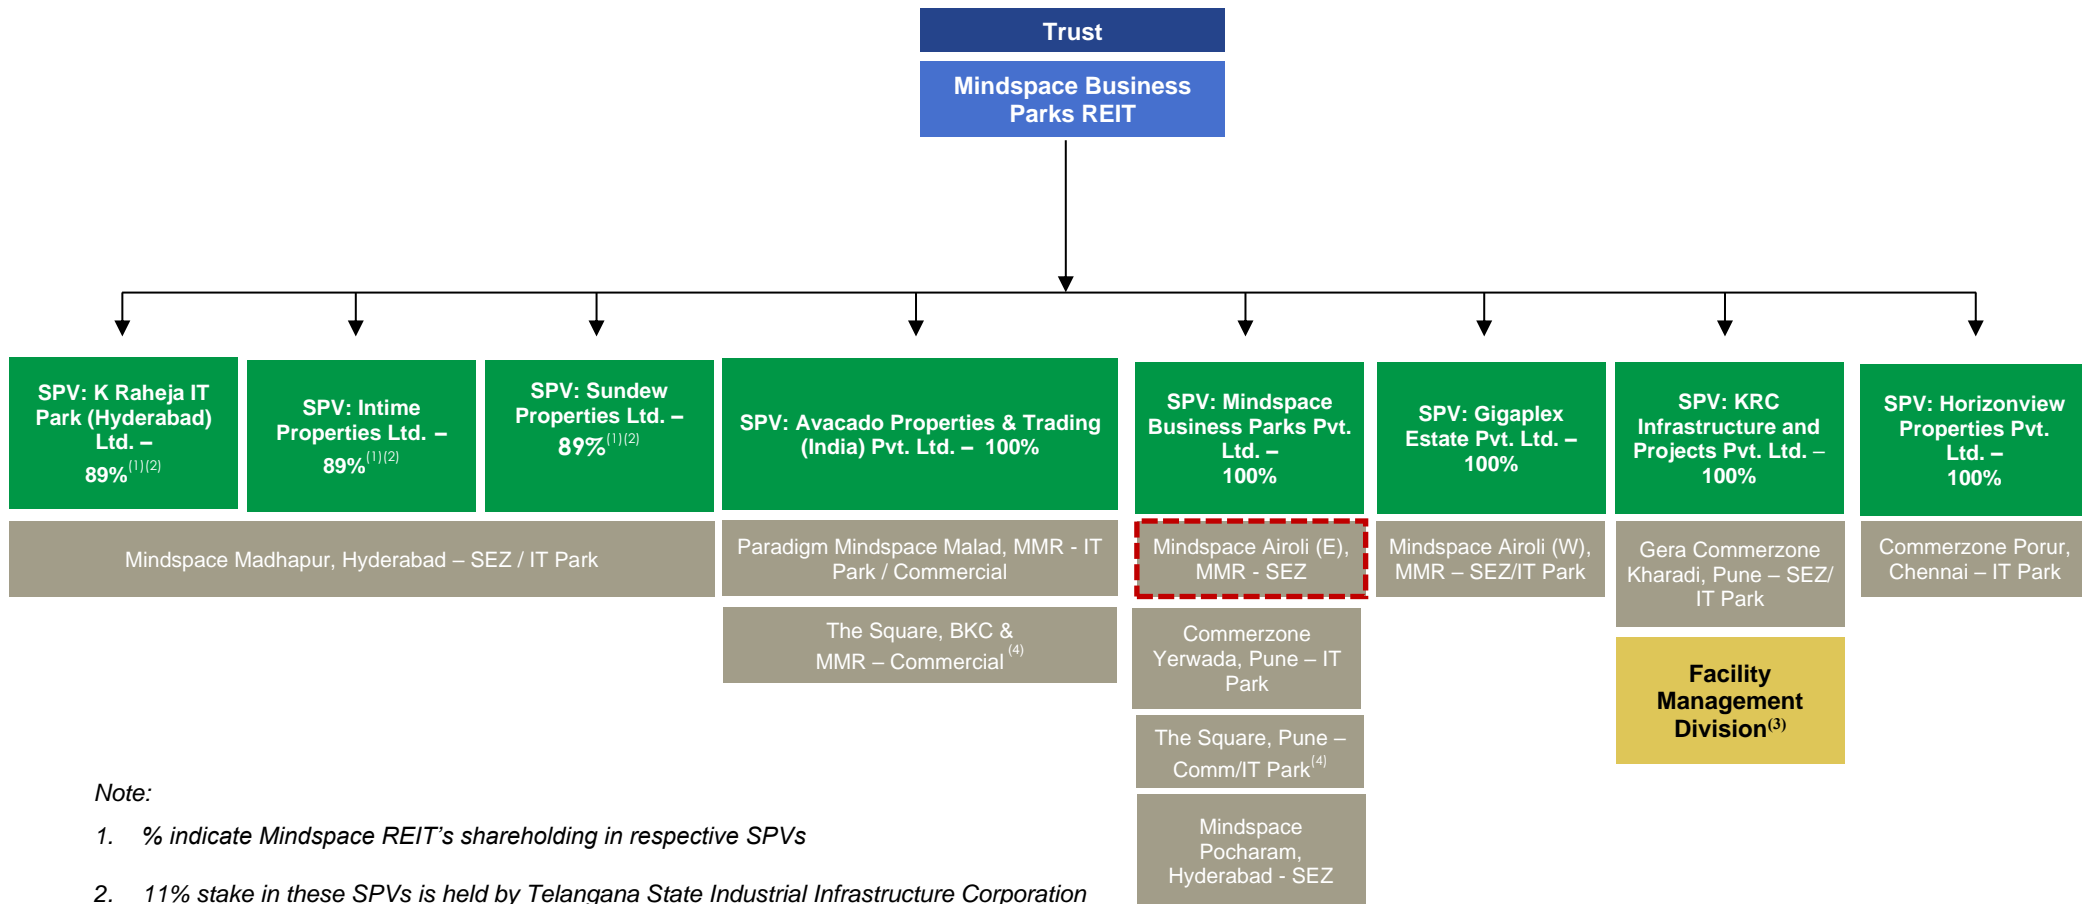 Trust
Mindspace Business
Parks REIT
SPV: K Raheja IT
Park (Hyderabad)
Ltd. –
89%(1)(2)
SPV: Intime
Properties Ltd. –
89%(1)(2)
SPV: Sundew
Properties Ltd. –
89%(1)(2)
SPV: Avacado Properties & Trading
(India) Pvt. Ltd. – 100%
SPV: Mindspace
Business Parks Pvt.
Ltd. –
100%
SPV: Gigaplex
Estate Pvt. Ltd. –
100%
SPV: KRC
Infrastructure and
Projects Pvt. Ltd. –
100%
SPV: Horizonview
Properties Pvt.
Ltd. –
100%
Mindspace Madhapur, Hyderabad – SEZ / IT Park
Paradigm Mindspace Malad, MMR - IT
Park / Commercial
Mindspace Airoli (E),
MMR - SEZ
Mindspace Airoli (W),
MMR – SEZ/IT Park
Gera Commerzone
Kharadi, Pune – SEZ/
IT Park
Commerzone Porur,
Chennai – IT Park
The Square, BKC &
MMR – Commercial (4)
Commerzone
Yerwada, Pune – IT
Park
Facility
Management
Division(3)
The Square, Pune –
Comm/IT Park(4)
Mindspace
Pocharam,
Hyderabad - SEZ
Note:
1. % indicate Mindspace REIT’s shareholding in respective SPVs
2. 11% stake in these SPVs is held by Telangana State Industrial Infrastructure Corporation